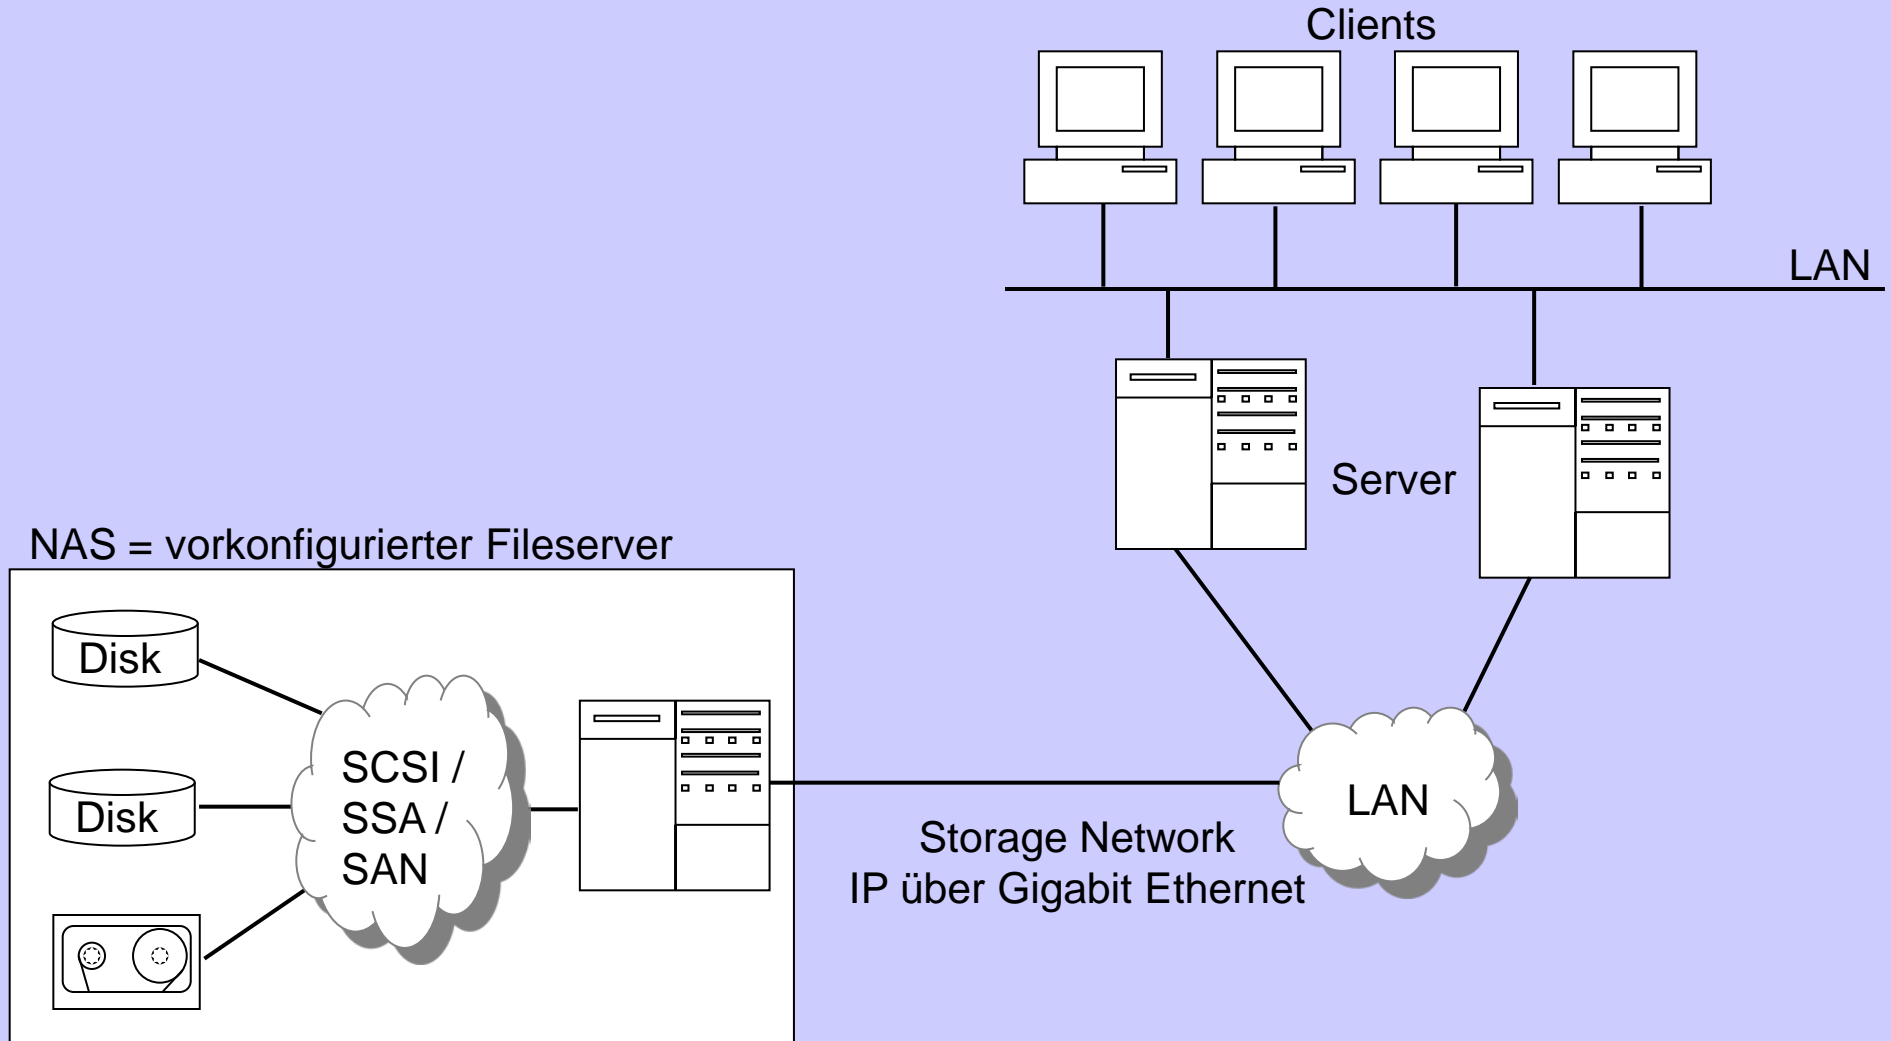 Clients
LAN
Server
NAS = vorkonfigurierter Fileserver
Disk
Disk
SCSI /
SSA /
SAN
LAN
Storage Network
IP über Gigabit Ethernet